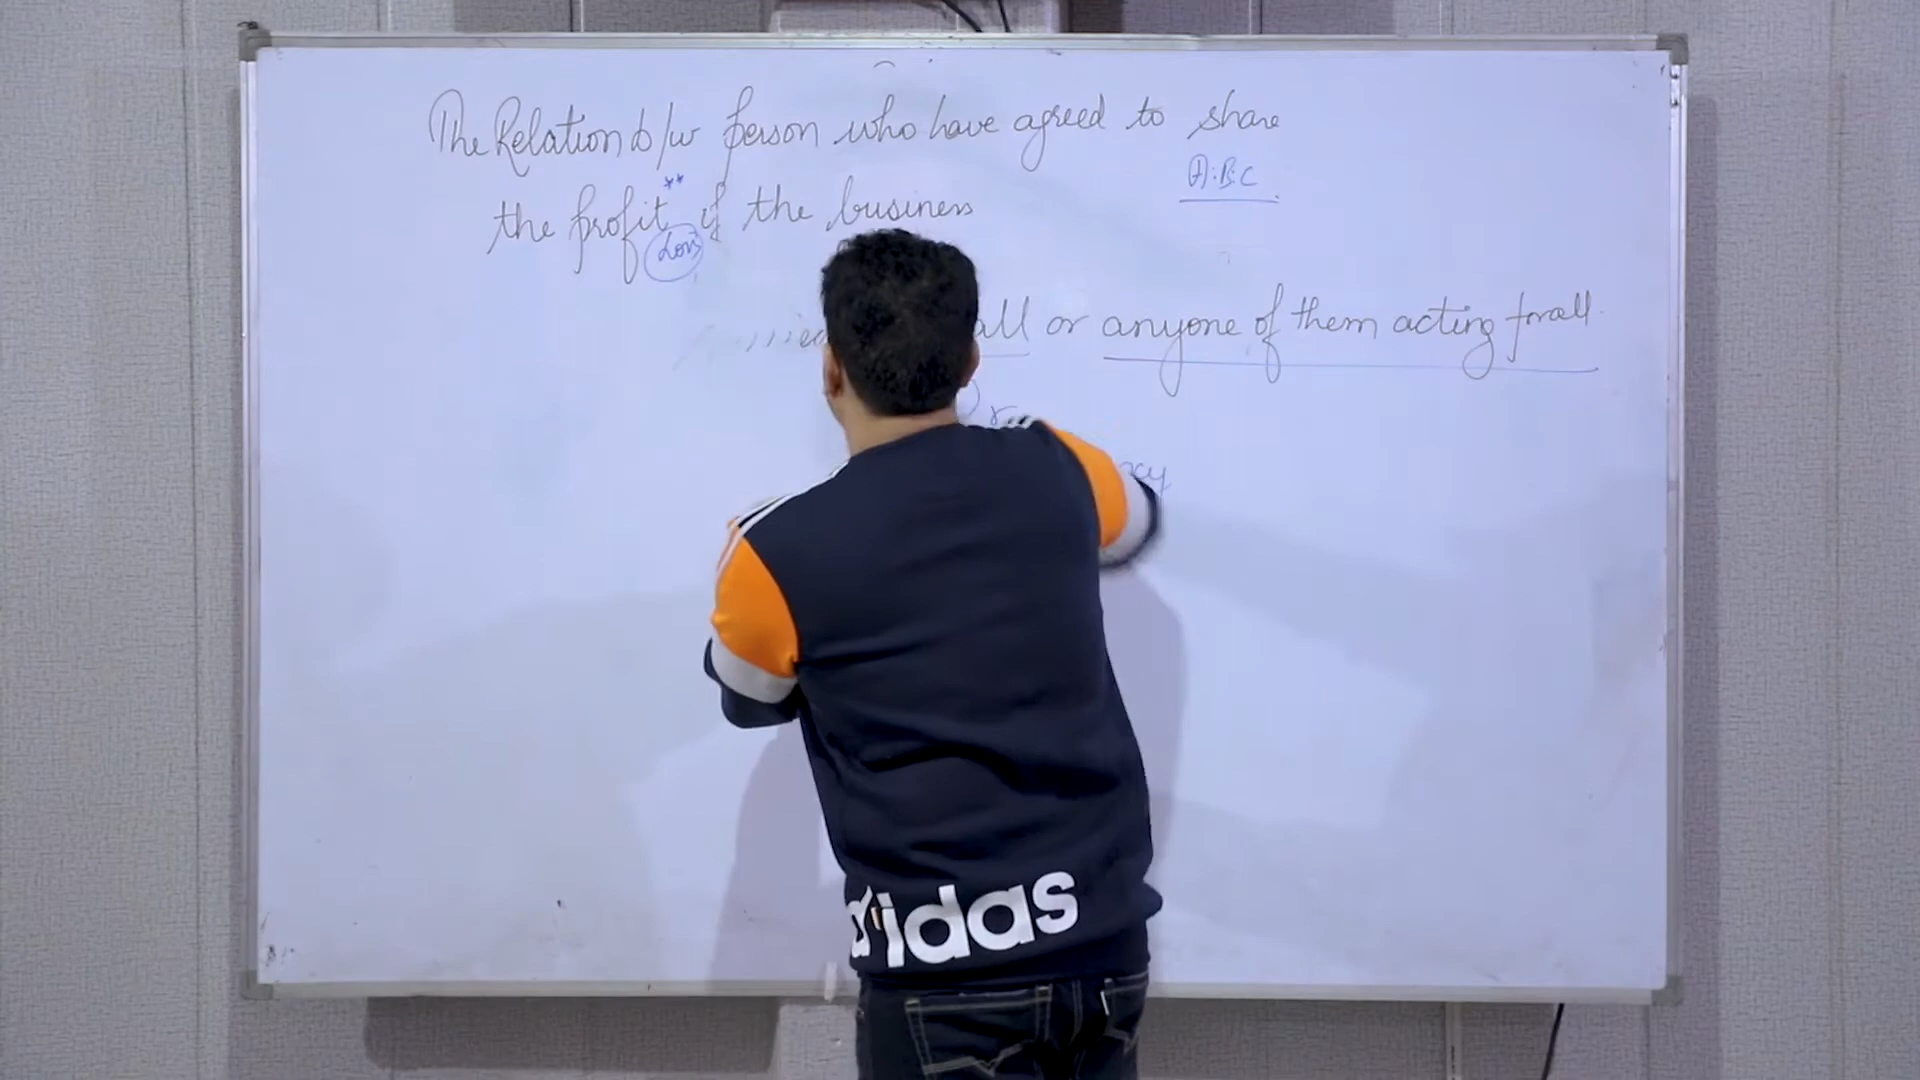 The Relation b/w person who have agreed to share
A:B:C
the profit ** if the business
Loss
all or anyone of them acting for all
adidas